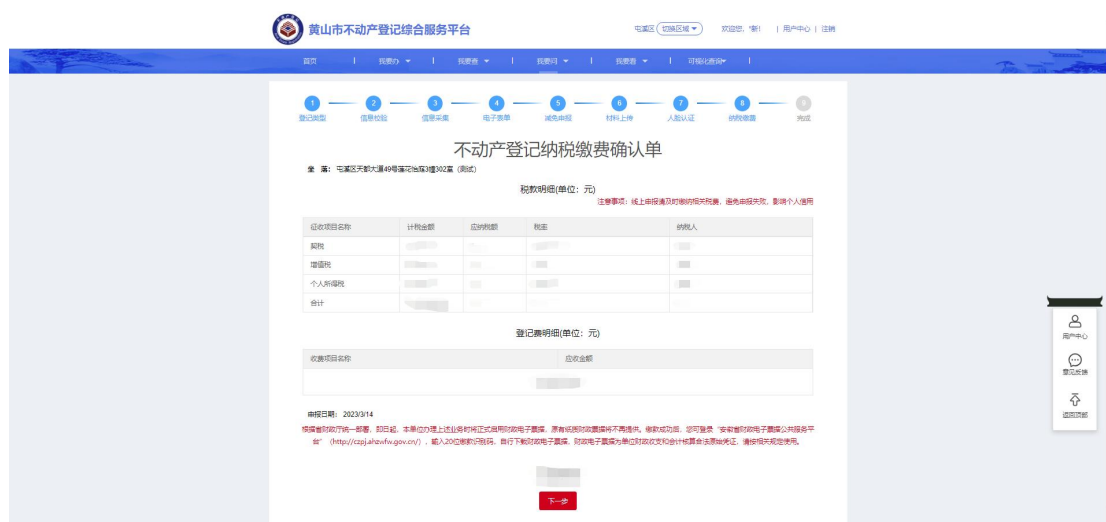 黄山市不动产登记综合服务平台
屯溪区 切换区域 欢迎您, *新! | 用户中心 | 注销
首页 | 我要办 | 我要查 | 我要问 | 我要看 | 可视化查询 |
1 2 3 4 5 6 7 8 9
登记类型 信息校验 信息采集 电子表单 减免申报 材料上传 人脸认证 纳税缴费 完成
不动产登记纳税缴费确认单
坐 落: 屯溪区天都大道49号莲花怡庭3幢302室 (测试)
税款明细(单位: 元)
注意事项: 线上申报请及时缴纳相关税费, 避免申报失败, 影响个人信用
征收项目名称 计税金额 应纳税额 税率 纳税人
契税
增值税
个人所得税
合计
登记费明细(单位: 元)
收费项目名称 应收金额
申报日期: 2023/3/14
根据省财政厅统一部署, 即日起, 本单位办理上述业务时将正式启用财政电子票据, 原有纸质财政票据将不再提供。缴款成功后, 您可登录“安徽省财政电子票据公共服务平
台” (http://czpj.ahzwfw.gov.cn/) , 输入20位缴款识别码, 自行下载财政电子票据, 财政电子票据为单位财政收支和会计核算合法原始凭证, 请按相关规定使用。
下一步
用户中心
意见反馈
返回顶部